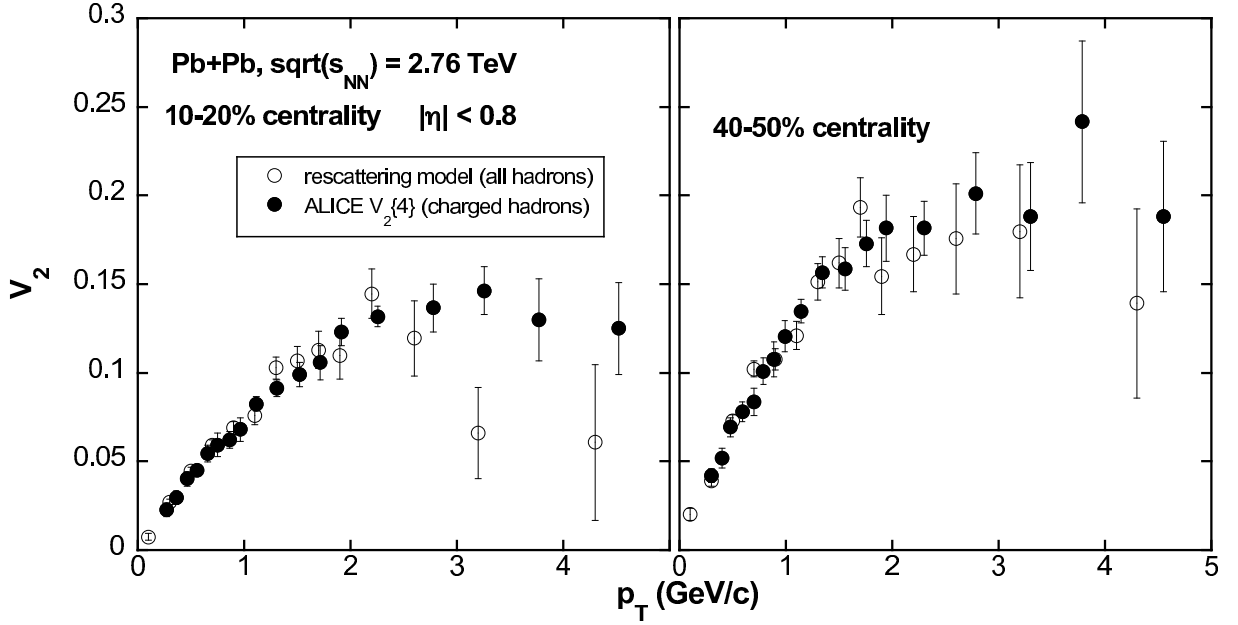 0.3
0.25
0.2
0.15
0.1
0.05
0
V_2
Pb+Pb, sqrt(s_NN) = 2.76 TeV
10-20% centrality |η| < 0.8
rescattering model (all hadrons)
ALICE V_2{4} (charged hadrons)
40-50% centrality
0 1 2 3 4 0 1 2 3 4 5
p_T (GeV/c)